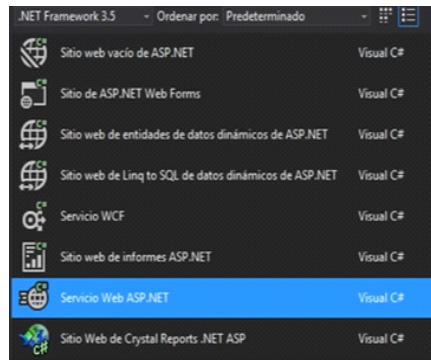 .NET Framework 3.5 Ordenar por: Predeterminado
Sitio web vacío de ASP.NET Visual C#
Sitio de ASP.NET Web Forms Visual C#
Sitio web de entidades de datos dinámicos de ASP.NET Visual C#
Sitio web de Linq to SQL de datos dinámicos de ASP.NET Visual C#
Servicio WCF Visual C#
Sitio web de informes ASP.NET Visual C#
Servicio Web ASP.NET Visual C#
Sitio Web de Crystal Reports .NET ASP Visual C#